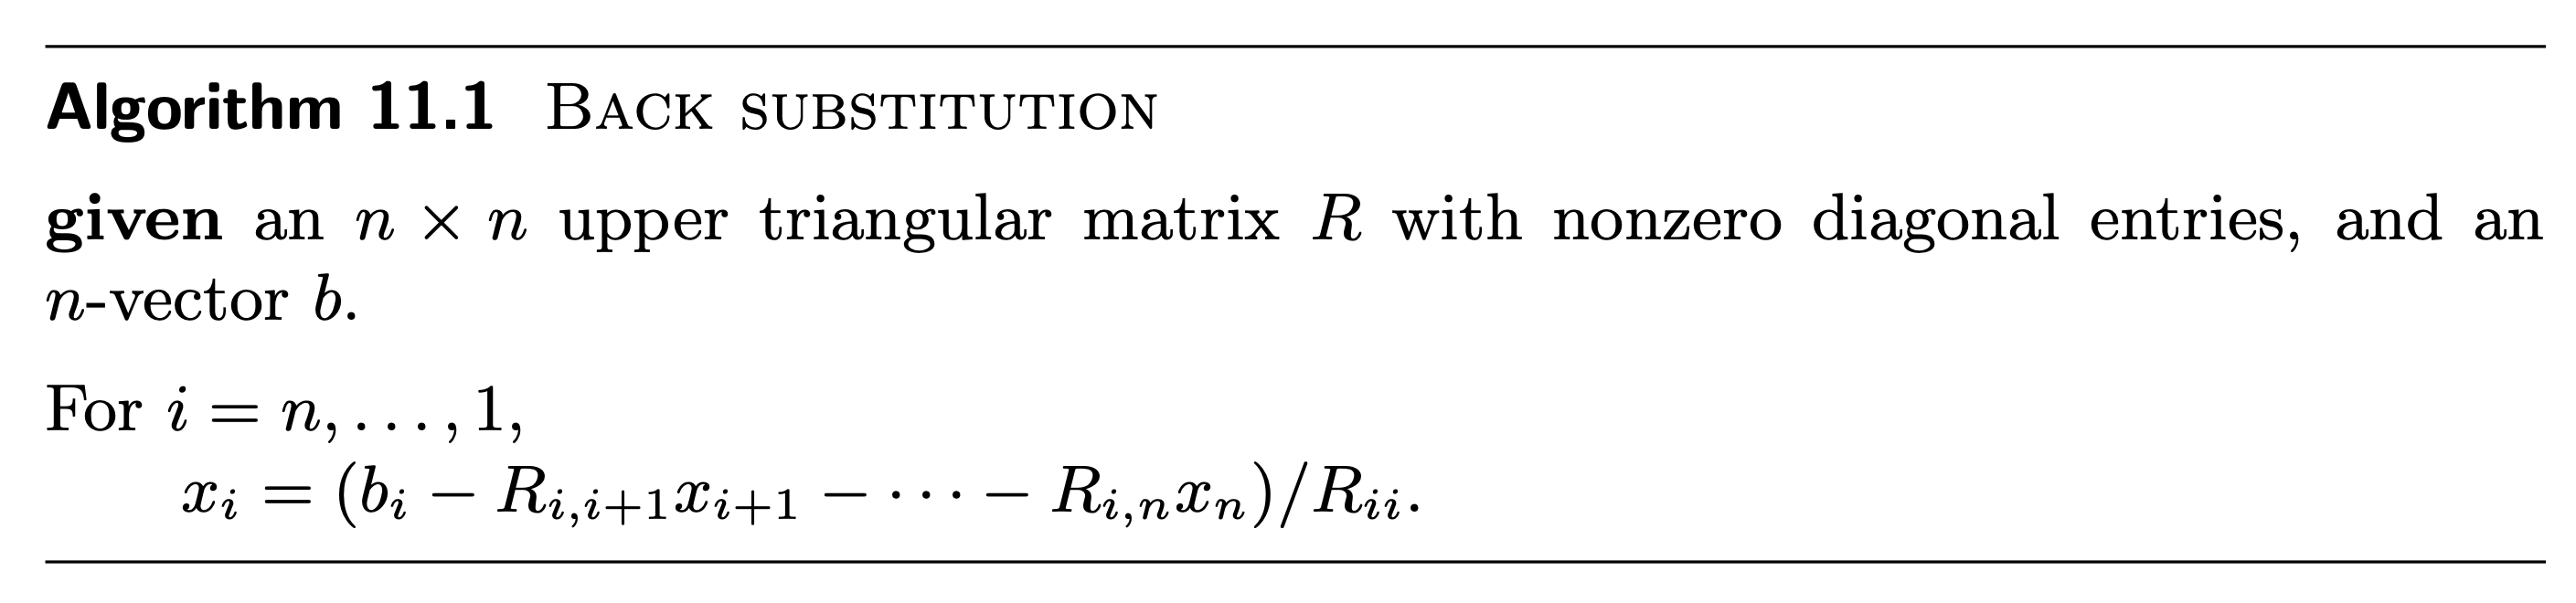 Algorithm 11.1 BACK SUBSTITUTION
given an n × n upper triangular matrix R with nonzero diagonal entries, and an
n-vector b.
For i = n, . . . , 1,
x_i = (b_i − R_{i,i+1}x_{i+1} − · · · − R_{i,n}x_n)/R_{ii}.